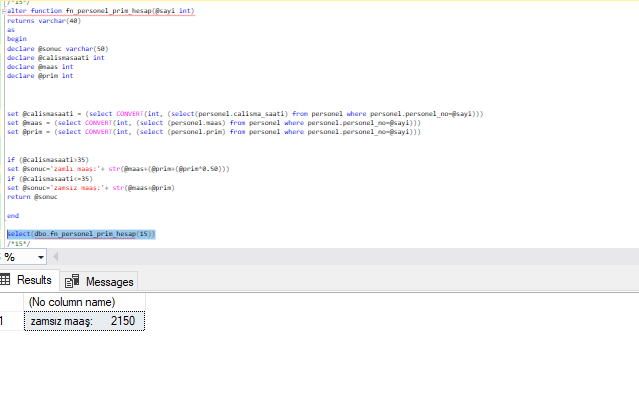 /*15*/
alter function fn_personel_prim_hesap(@sayi int)
returns varchar(40)
as
begin
declare @sonuc varchar(50)
declare @calismasaati int
declare @maas int
declare @prim int
set @calismasaati = (select CONVERT(int, (select(personel.calisma_saati) from personel where personel.personel_no=@sayi)))
set @maas = (select CONVERT(int, (select (personel.maas) from personel where personel.personel_no=@sayi)))
set @prim = (select CONVERT(int, (select (personel.prim) from personel where personel.personel_no=@sayi)))
if (@calismasaati>35)
set @sonuc='zamlı maaş:'+ str(@maas+(@prim+(@prim*0.50)))
if (@calismasaati<=35)
set @sonuc='zamsız maaş:'+ str(@maas+@prim)
return @sonuc
end
select(dbo.fn_personel_prim_hesap(15))
/*15*/
%
Results Messages
(No column name)
1 zamsız maaş: 2150